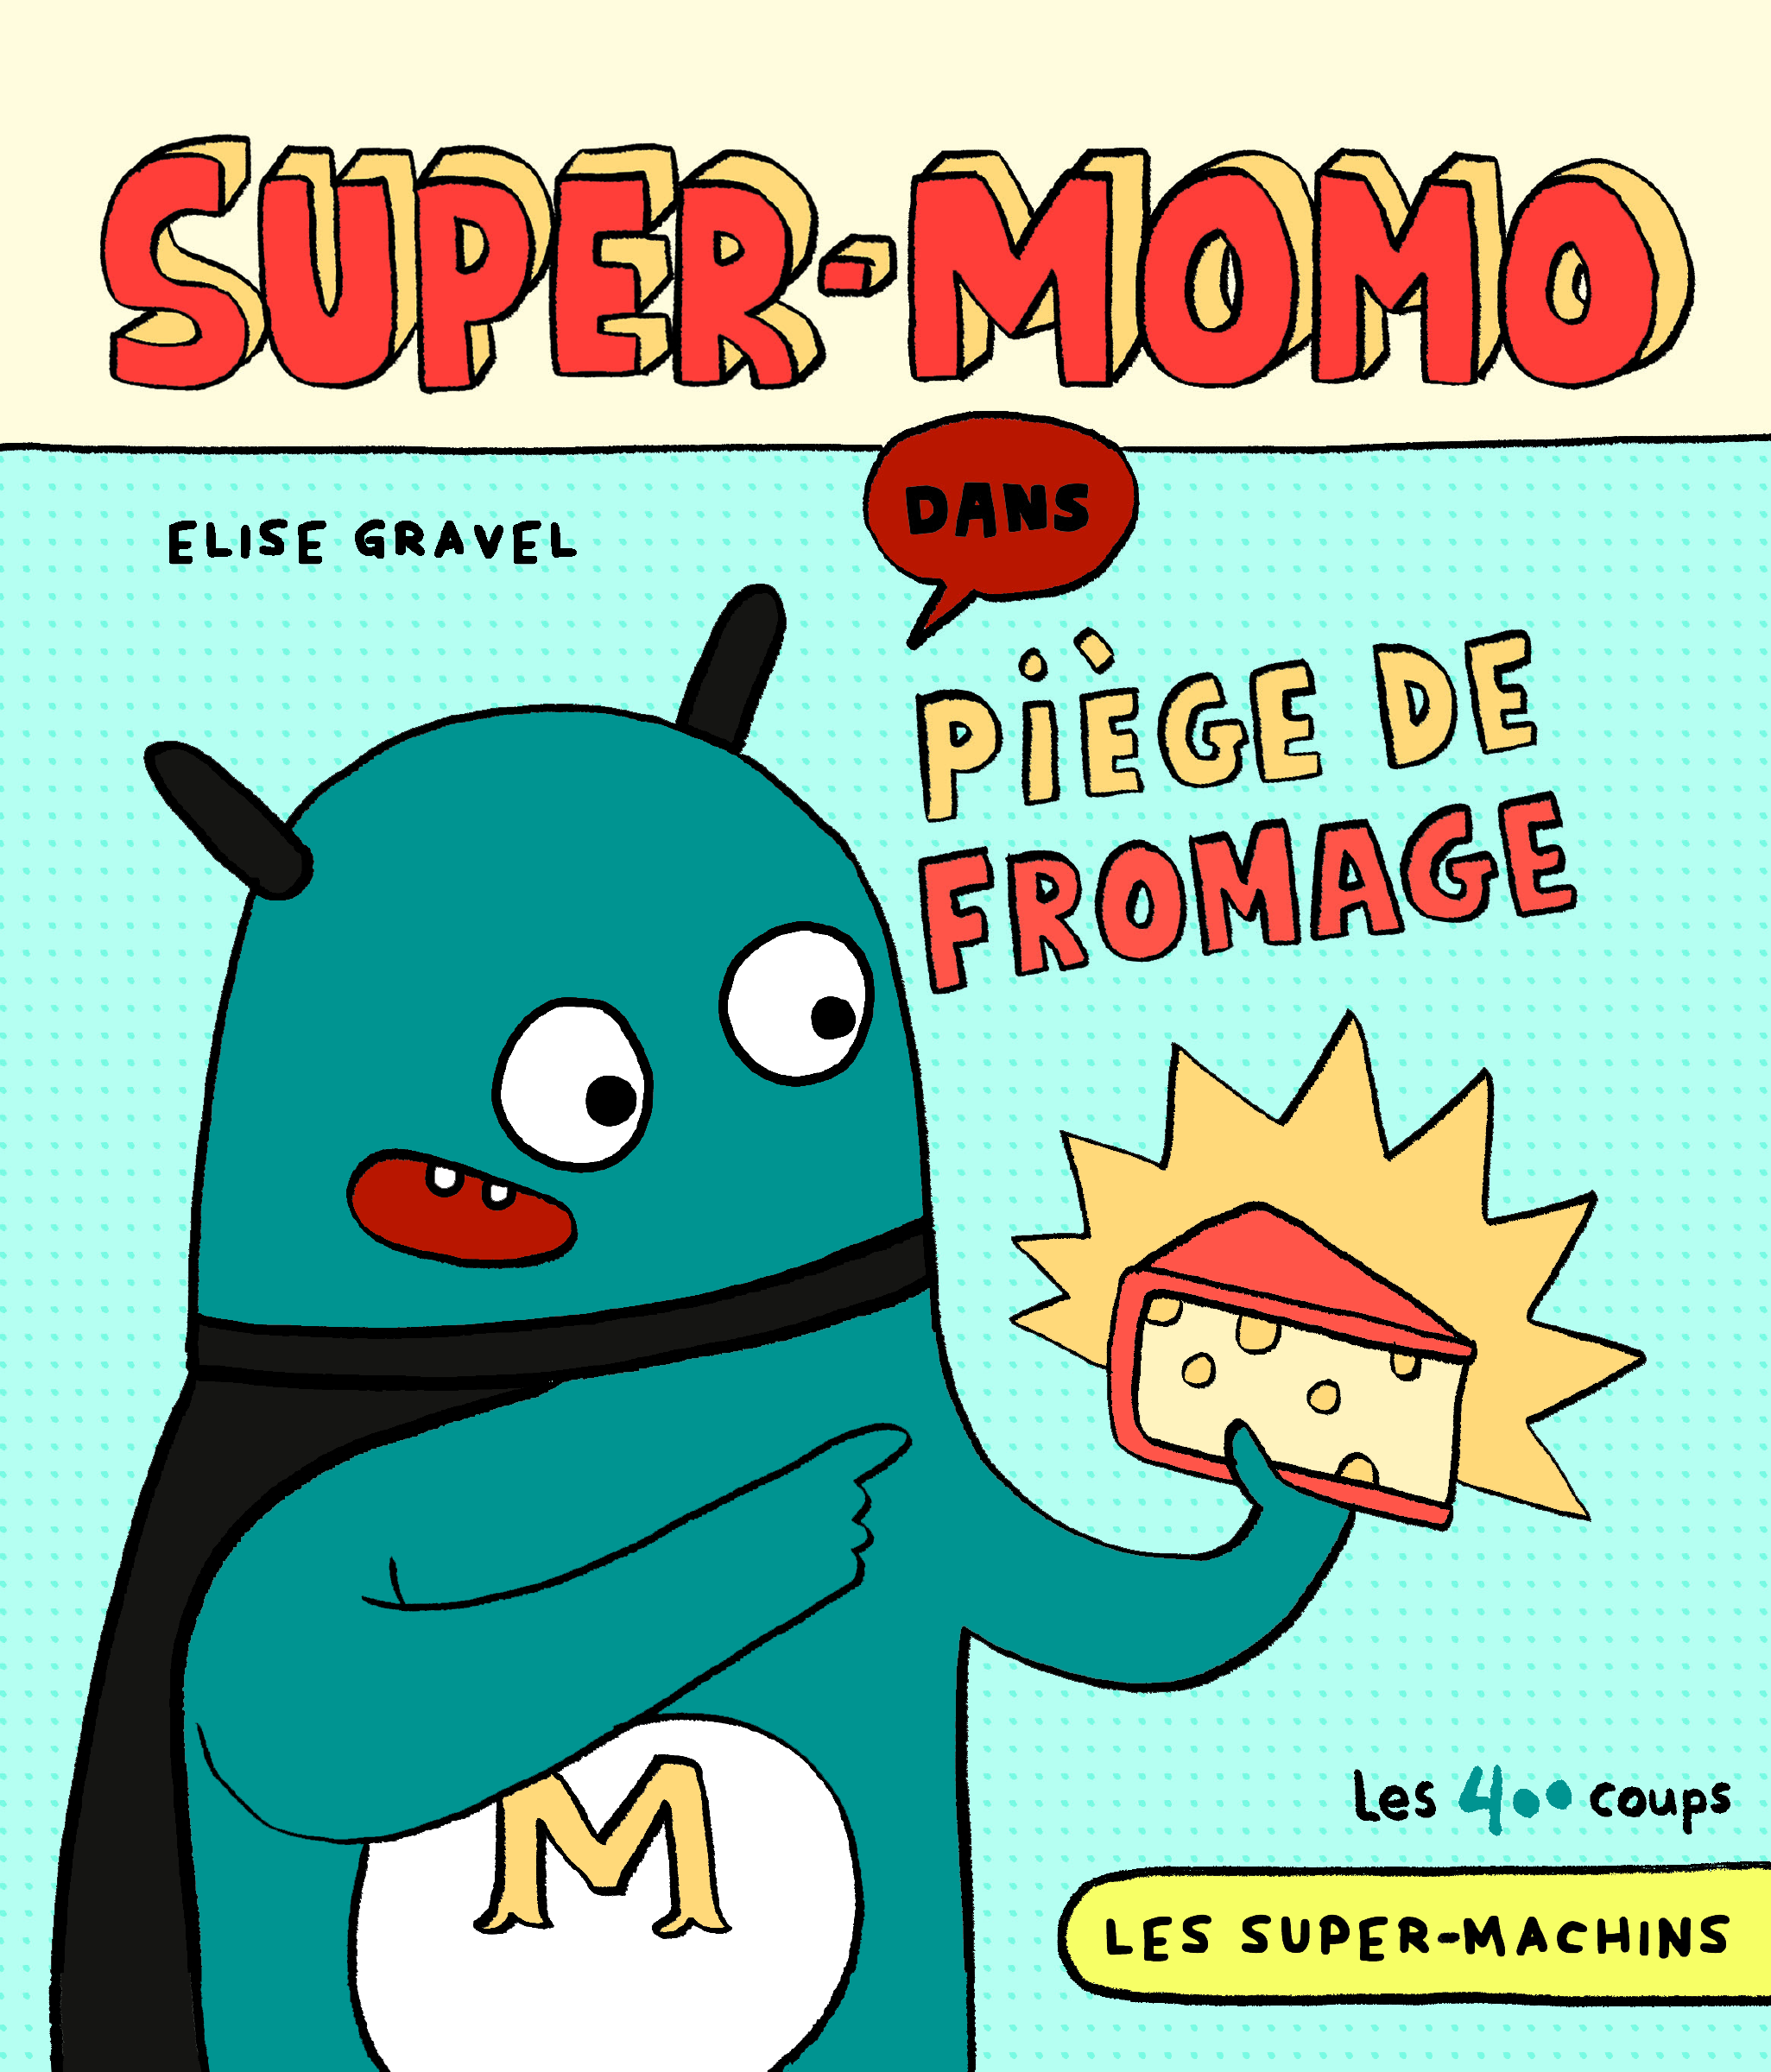 SUPER-MOMO
DANS
ELISE GRAVEL
PIÈGE DE
FROMAGE
M
Les 400 coups
LES SUPER-MACHINS